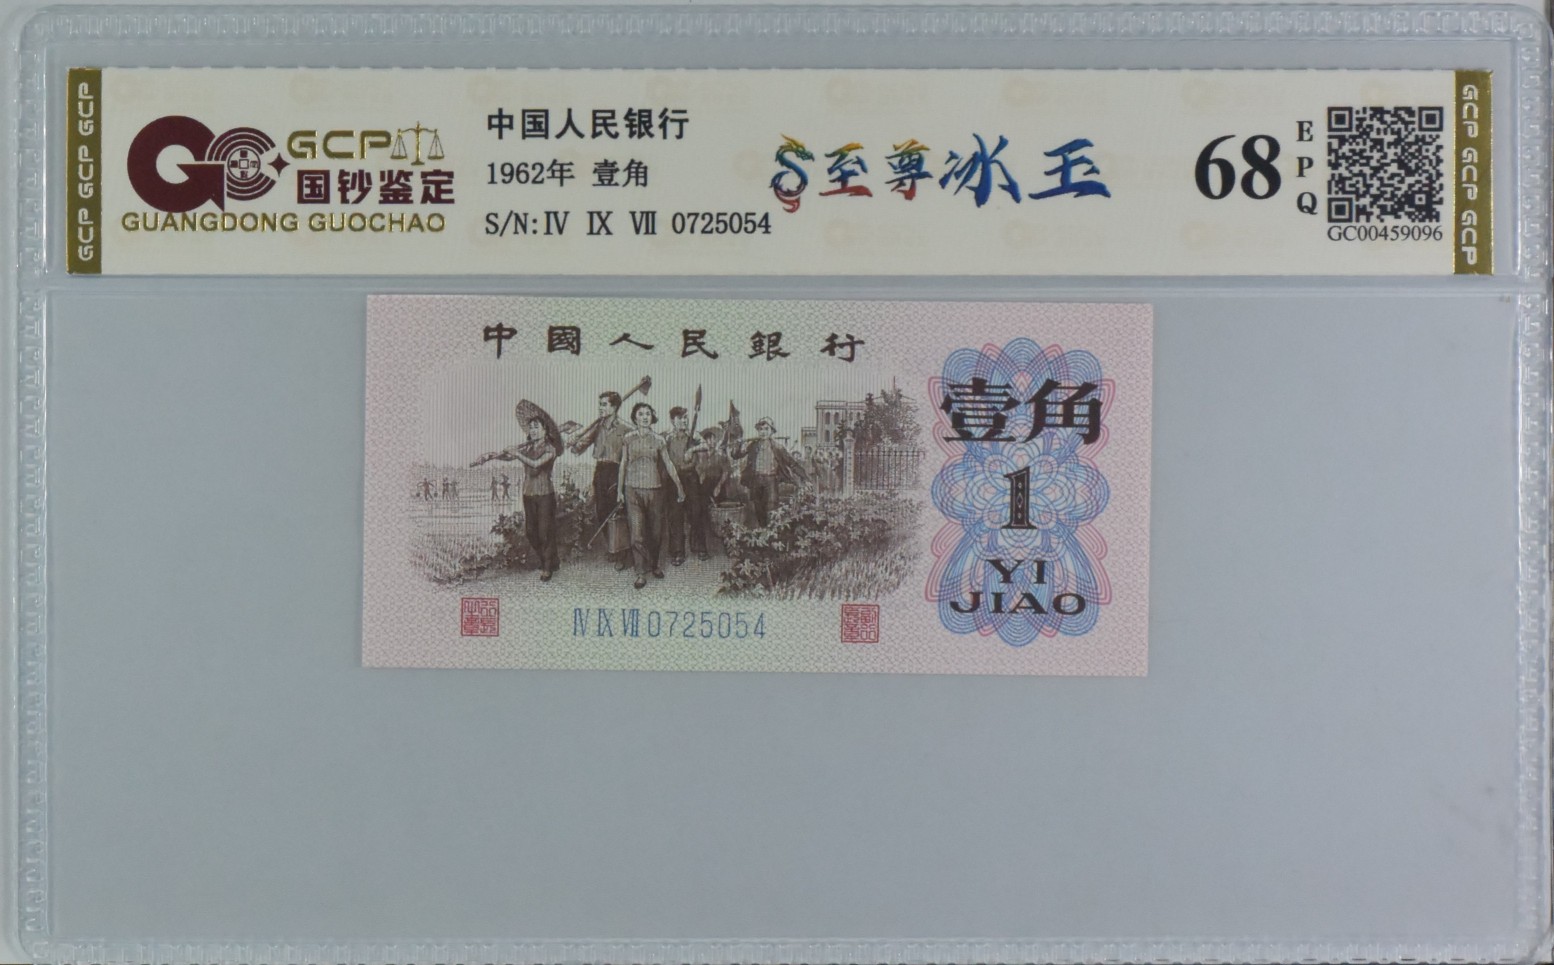 GCP GCP GCP
GCP
国钞鉴定
GUANGDONG GUOCHAO
中国人民银行
1962年 壹角
S/N:IV IX VII 0725054
S至尊冰玉
68
EPQ
GC00459096
GCP GCP GCP
中國人民銀行
壹角
1
YI
JIAO
IV IX VII 0725054